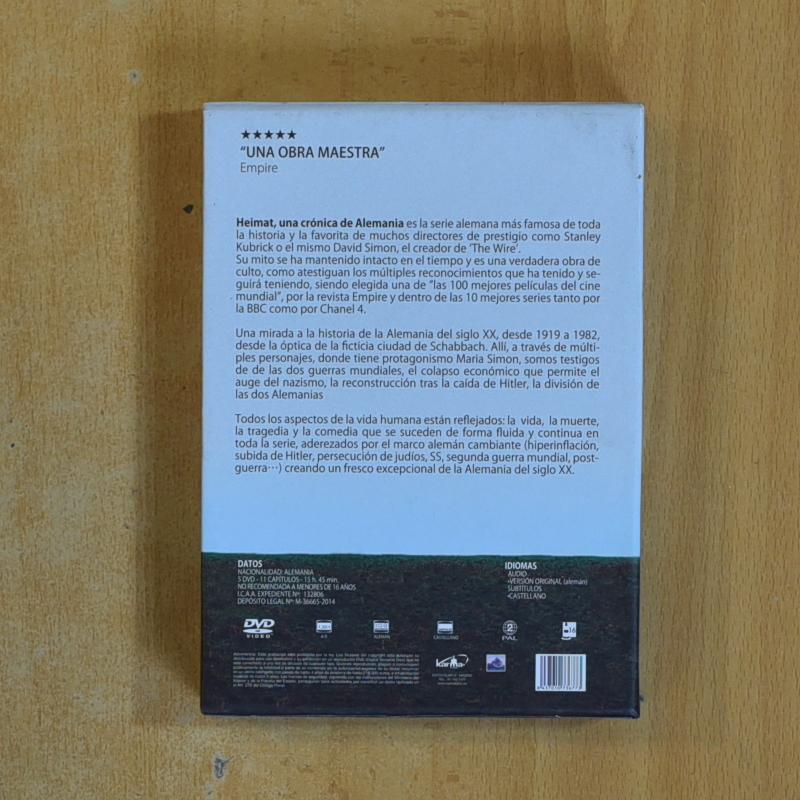 ★★★★★
“UNA OBRA MAESTRA”
Empire
Heimat, una crónica de Alemania es la serie alemana más famosa de toda
la historia y la favorita de muchos directores de prestigio como Stanley
Kubrick o el mismo David Simon, el creador de ‘The Wire’.
Su mito se ha mantenido intacto en el tiempo y es una verdadera obra de
culto, como atestiguan los múltiples reconocimientos que ha tenido y se-
guirá teniendo, siendo elegida una de “las 100 mejores películas del cine
mundial”, por la revista Empire y dentro de las 10 mejores series tanto por
la BBC como por Chanel 4.
Una mirada a la historia de la Alemania del siglo XX, desde 1919 a 1982,
desde la óptica de la ficticia ciudad de Schabbach. Allí, a través de múlti-
ples personajes, donde tiene protagonismo Maria Simon, somos testigos
de de las dos guerras mundiales, el colapso económico que permite el
auge del nazismo, la reconstrucción tras la caída de Hitler, la división de
las dos Alemanias
Todos los aspectos de la vida humana están reflejados: la vida, la muerte,
la tragedia y la comedia que se suceden de forma fluida y continua en
toda la serie, aderezados por el marco alemán cambiante (hiperinflación,
subida de Hitler, persecución de judíos, SS, segunda guerra mundial, post-
guerra···) creando un fresco excepcional de la Alemania del siglo XX.
DATOS
NACIONALIDAD: ALEMANIA
5 DVD - 11 CAPÍTULOS - 15 h. 45 min.
NO RECOMENDADA A MENORES DE 16 AÑOS
I.C.A.A. EXPEDIENTE Nº: 132806
DEPÓSITO LEGAL Nº: M-36665-2014
IDIOMAS
AUDIO
•VERSIÓN ORIGINAL (alemán)
SUBTÍTULOS
•CASTELLANO
DVD
VIDEO
ALEMÁN
CASTELLANO
2
PAL
16
karma